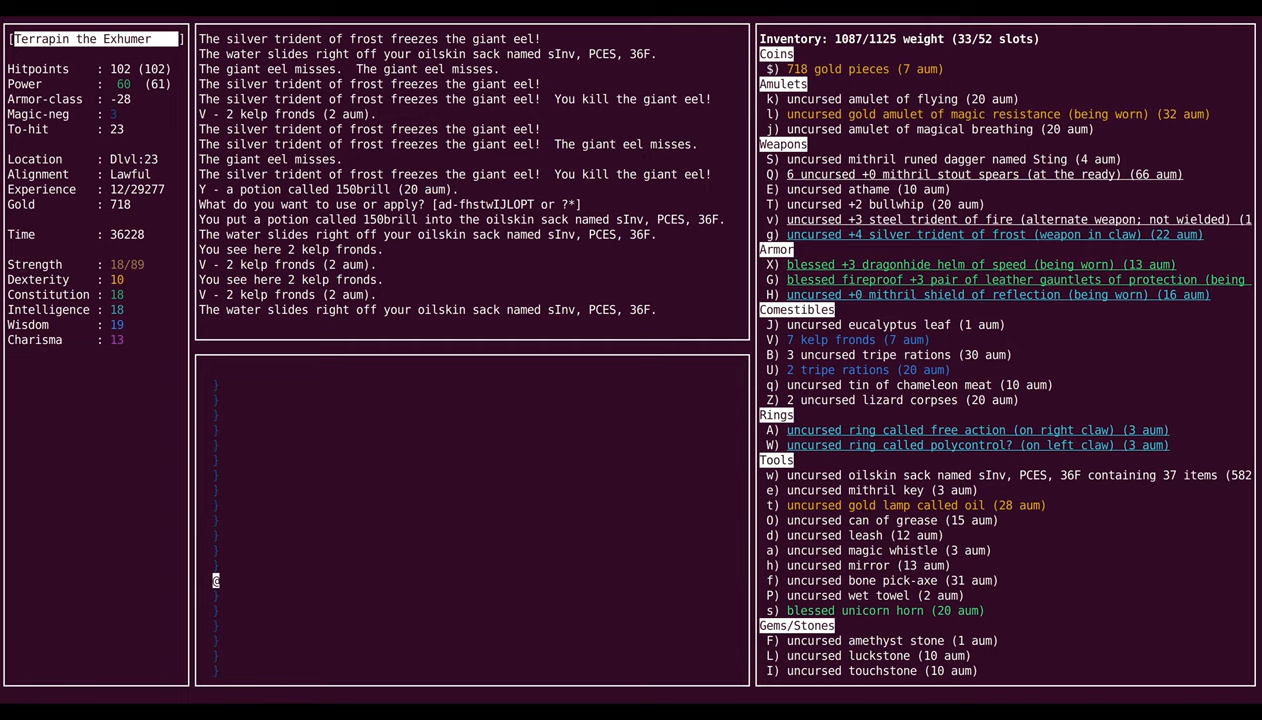 [Terrapin the Exhumer ]
Hitpoints : 102 (102)
Power : 60 (61)
Armor-class : -28
Magic-neg : 3
To-hit : 23
Location : Dlvl:23
Alignment : Lawful
Experience : 12/29277
Gold : 718
Time : 36228
Strength : 18/89
Dexterity : 10
Constitution : 18
Intelligence : 18
Wisdom : 19
Charisma : 13
The silver trident of frost freezes the giant eel!
The water slides right off your oilskin sack named sInv, PCES, 36F.
The giant eel misses.  The giant eel misses.
The silver trident of frost freezes the giant eel!
The silver trident of frost freezes the giant eel!  You kill the giant eel!
V - 2 kelp fronds (2 aum).
The silver trident of frost freezes the giant eel!
The silver trident of frost freezes the giant eel!  The giant eel misses.
The giant eel misses.
The silver trident of frost freezes the giant eel!  You kill the giant eel!
Y - a potion called 150brill (20 aum).
What do you want to use or apply? [ad-fhstwIJLOPT or ?*]
You put a potion called 150brill into the oilskin sack named sInv, PCES, 36F.
The water slides right off your oilskin sack named sInv, PCES, 36F.
You see here 2 kelp fronds.
V - 2 kelp fronds (2 aum).
You see here 2 kelp fronds.
V - 2 kelp fronds (2 aum).
The water slides right off your oilskin sack named sInv, PCES, 36F.
}
}
}
}
}
}
}
}
}
}
}
}
}
@
}
}
}
}
}
}
Inventory: 1087/1125 weight (33/52 slots)
Coins
$) 718 gold pieces (7 aum)
Amulets
k) uncursed amulet of flying (20 aum)
l) uncursed gold amulet of magic resistance (being worn) (32 aum)
j) uncursed amulet of magical breathing (20 aum)
Weapons
S) uncursed mithril runed dagger named Sting (4 aum)
Q) 6 uncursed +0 mithril stout spears (at the ready) (66 aum)
E) uncursed athame (10 aum)
T) uncursed +2 bullwhip (20 aum)
v) uncursed +3 steel trident of fire (alternate weapon; not wielded) (1
g) uncursed +4 silver trident of frost (weapon in claw) (22 aum)
Armor
X) blessed +3 dragonhide helm of speed (being worn) (13 aum)
G) blessed fireproof +3 pair of leather gauntlets of protection (being
H) uncursed +0 mithril shield of reflection (being worn) (16 aum)
Comestibles
J) uncursed eucalyptus leaf (1 aum)
V) 7 kelp fronds (7 aum)
B) 3 uncursed tripe rations (30 aum)
U) 2 tripe rations (20 aum)
q) uncursed tin of chameleon meat (10 aum)
Z) 2 uncursed lizard corpses (20 aum)
Rings
A) uncursed ring called free action (on right claw) (3 aum)
W) uncursed ring called polycontrol? (on left claw) (3 aum)
Tools
w) uncursed oilskin sack named sInv, PCES, 36F containing 37 items (582
e) uncursed mithril key (3 aum)
t) uncursed gold lamp called oil (28 aum)
O) uncursed can of grease (15 aum)
d) uncursed leash (12 aum)
a) uncursed magic whistle (3 aum)
h) uncursed mirror (13 aum)
f) uncursed bone pick-axe (31 aum)
P) uncursed wet towel (2 aum)
s) blessed unicorn horn (20 aum)
Gems/Stones
F) uncursed amethyst stone (1 aum)
L) uncursed luckstone (10 aum)
I) uncursed touchstone (10 aum)